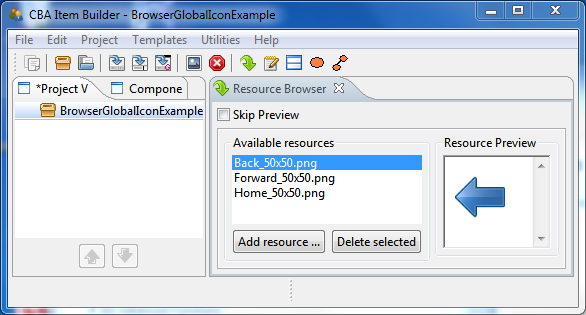 CBA Item Builder - BrowserGlobalIconExample
File Edit Project Templates Utilities Help
*Project V Compone
BrowserGlobalIconExample
Resource Browser
Skip Preview
Available resources
Back_50x50.png
Forward_50x50.png
Home_50x50.png
Add resource ... Delete selected
Resource Preview